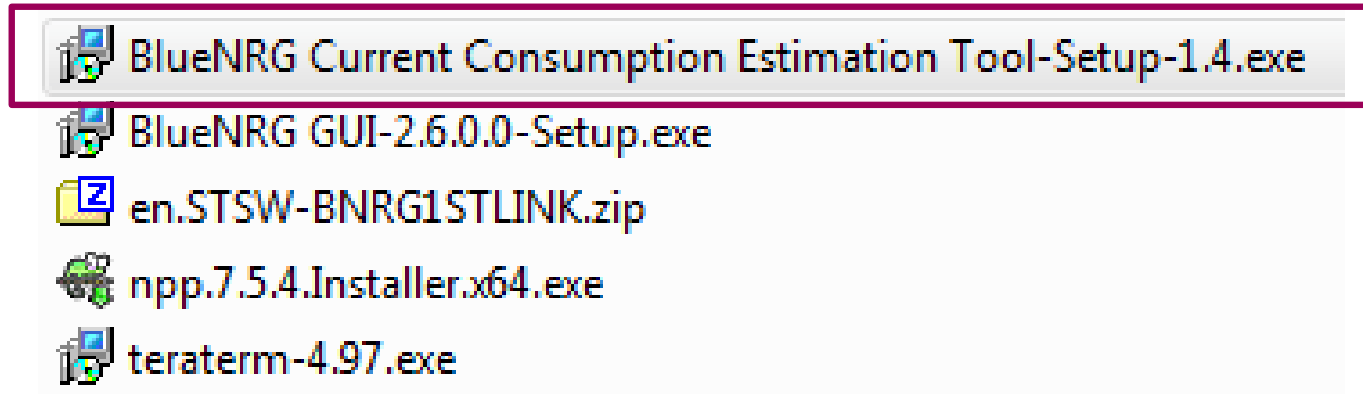 BlueNRG Current Consumption Estimation Tool-Setup-1.4.exe
BlueNRG GUI-2.6.0.0-Setup.exe
en.STSW-BNRG1STLINK.zip
npp.7.5.4.Installer.x64.exe
teraterm-4.97.exe